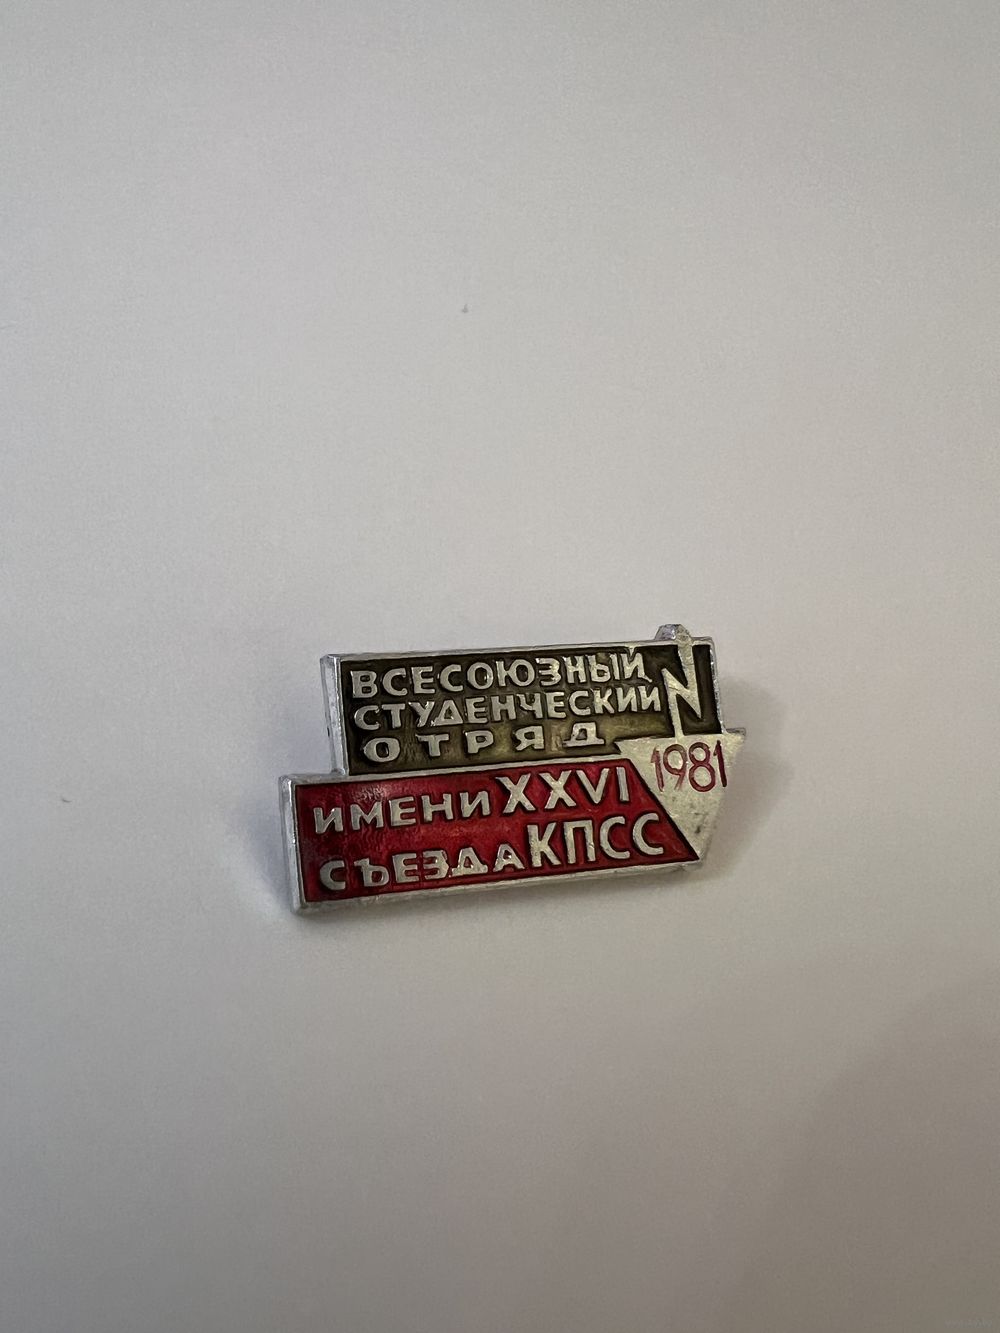 ВСЕСОЮЗНЫЙ
СТУДЕНЧЕСКИЙ
ОТРЯД
1981
ИМЕНИ XXVI
СЪЕЗДА КПСС